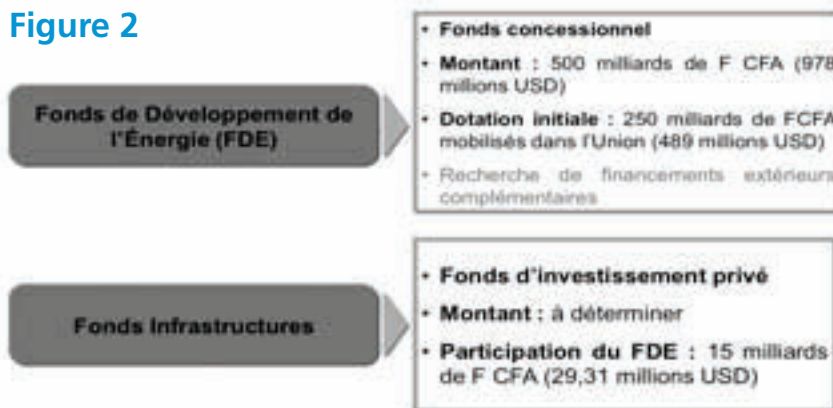 Figure 2
Fonds de Développement de
l'Énergie (FDE)
• Fonds concessionnel
• Montant : 500 milliards de F CFA (978
millions USD)
• Dotation initiale : 250 milliards de FCFA
mobilisés dans l'Union (489 millions USD)
• Recherche de financements extérieurs
complémentaires
Fonds Infrastructures
• Fonds d'investissement privé
• Montant : à déterminer
• Participation du FDE : 15 milliards
de F CFA (29,31 millions USD)